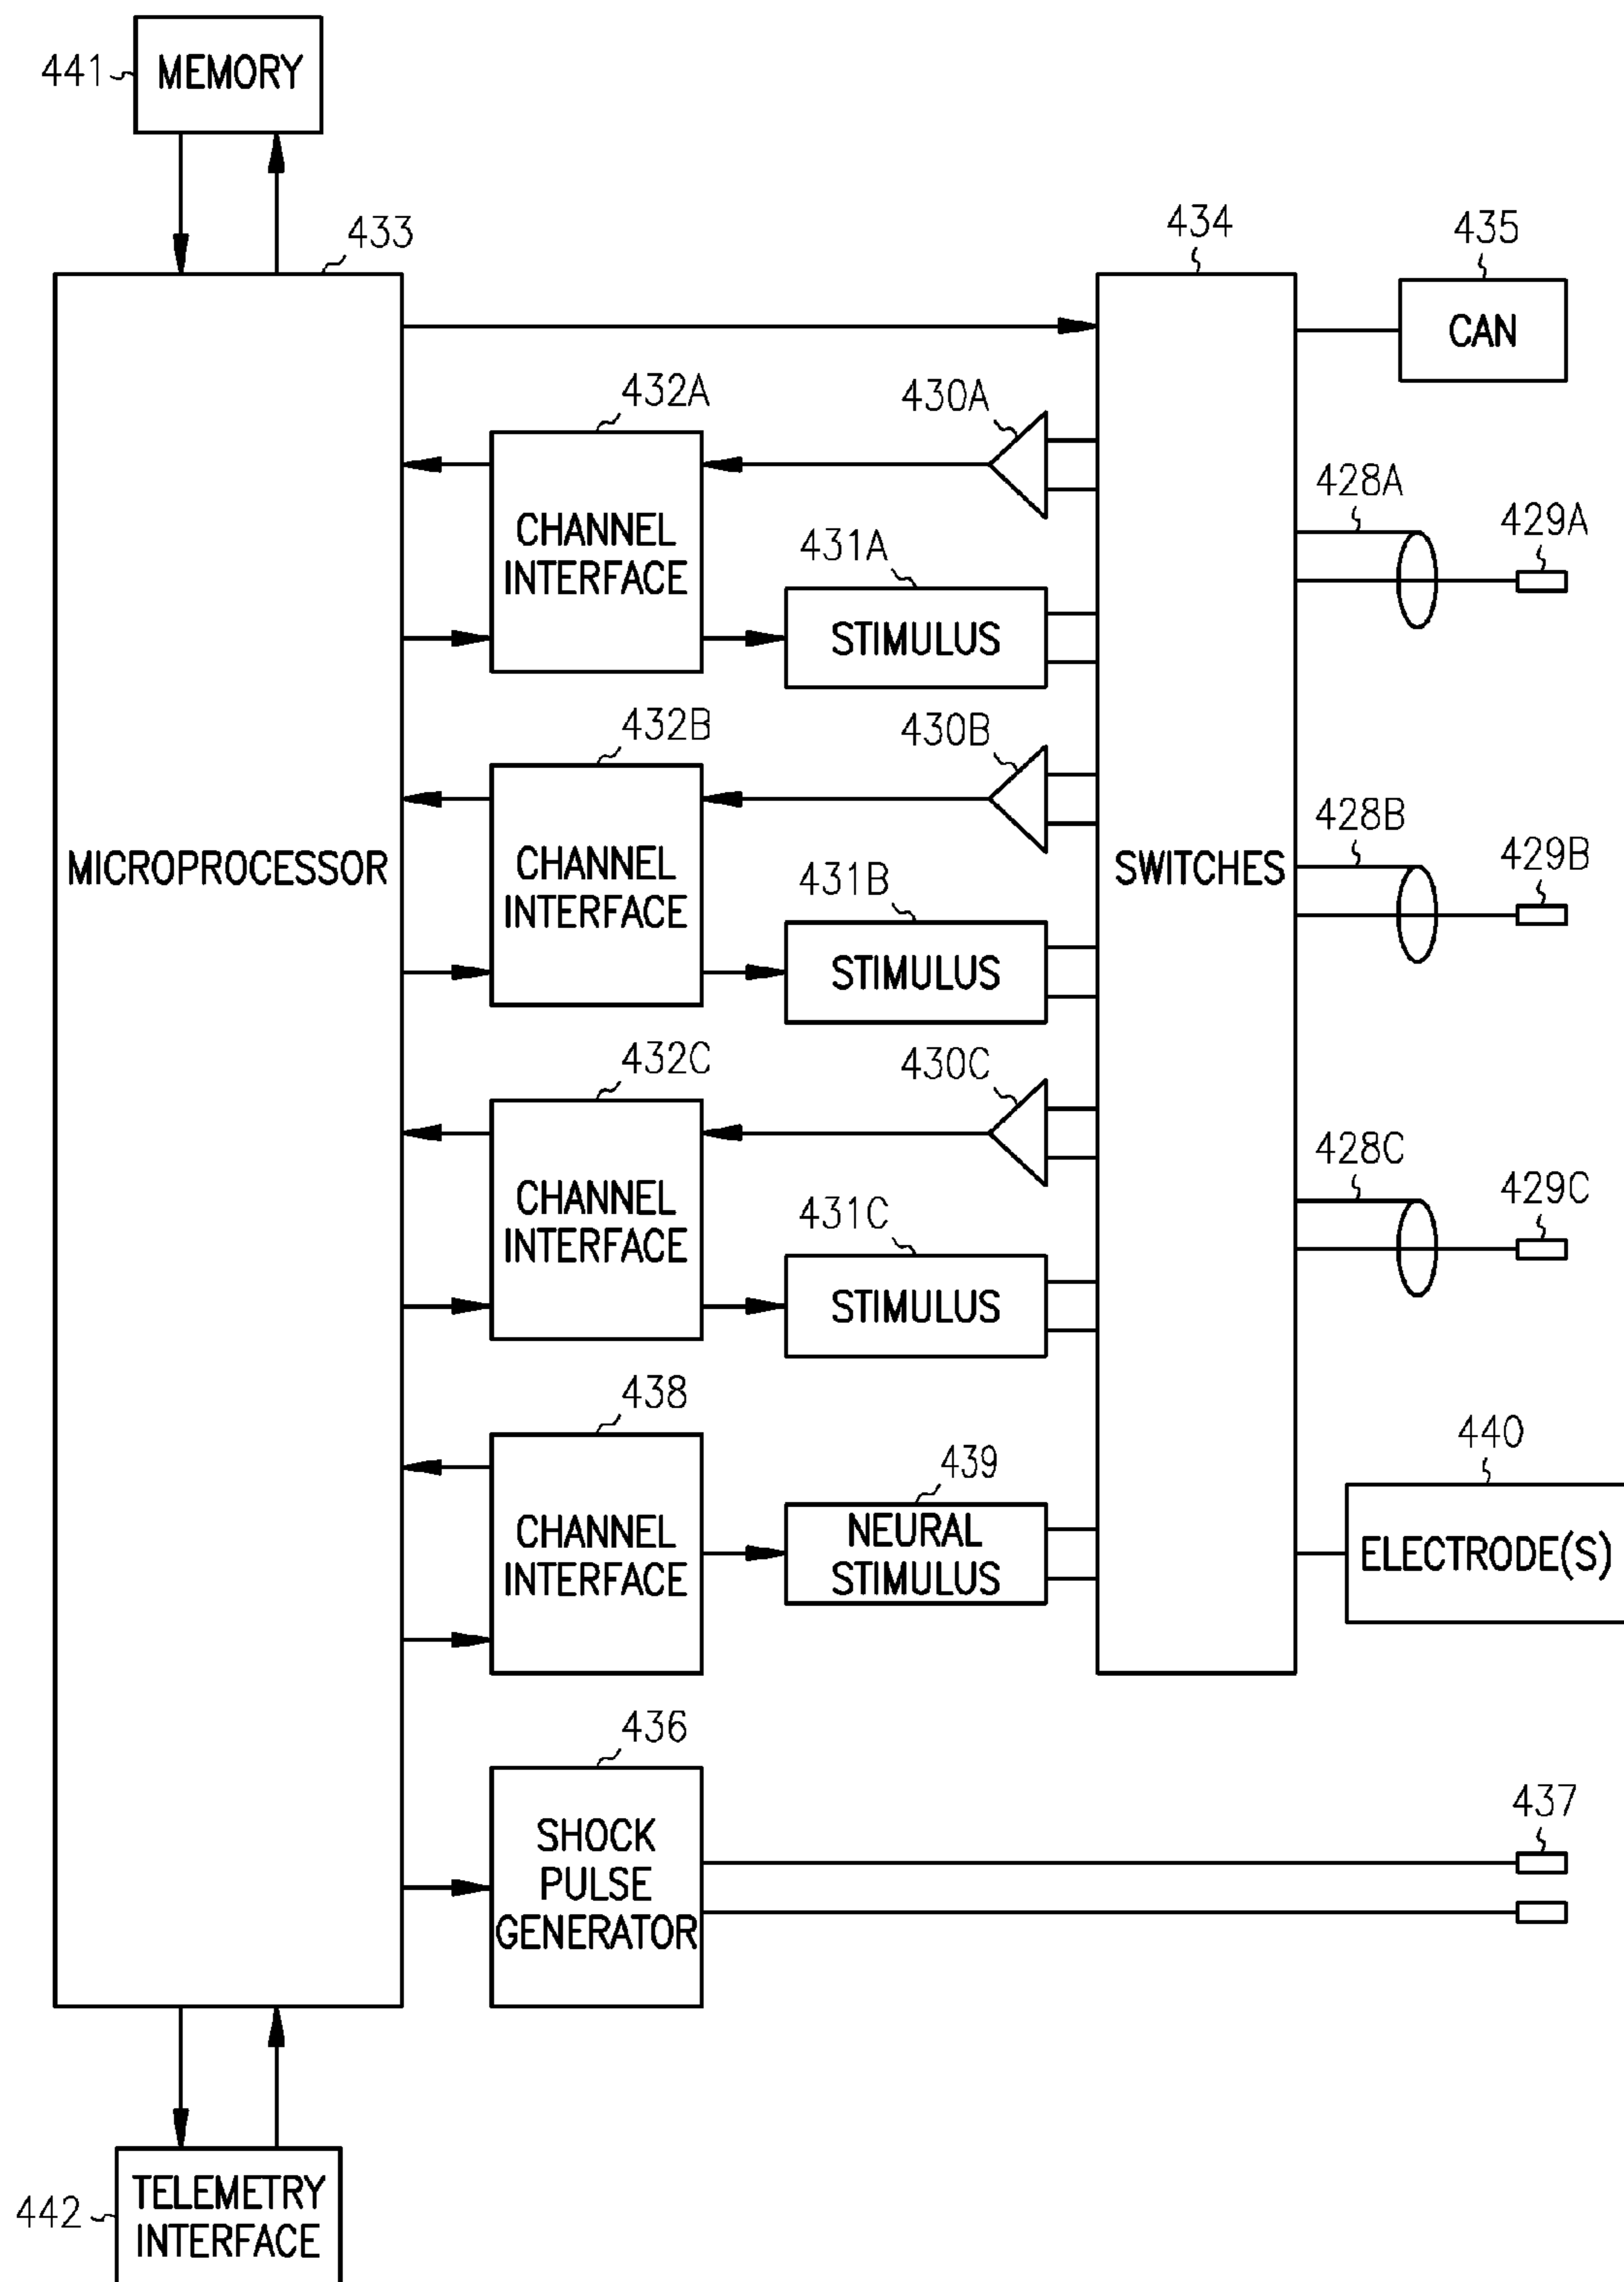 441
MEMORY
433
434
435
CAN
432A
430A
CHANNEL
INTERFACE
428A
429A
431A
STIMULUS
432B
430B
MICROPROCESSOR
CHANNEL
INTERFACE
SWITCHES
428B
429B
431B
STIMULUS
432C
430C
CHANNEL
INTERFACE
428C
429C
431C
STIMULUS
438
CHANNEL
INTERFACE
439
NEURAL
STIMULUS
440
ELECTRODE(S)
436
SHOCK
PULSE
GENERATOR
437
442
TELEMETRY
INTERFACE